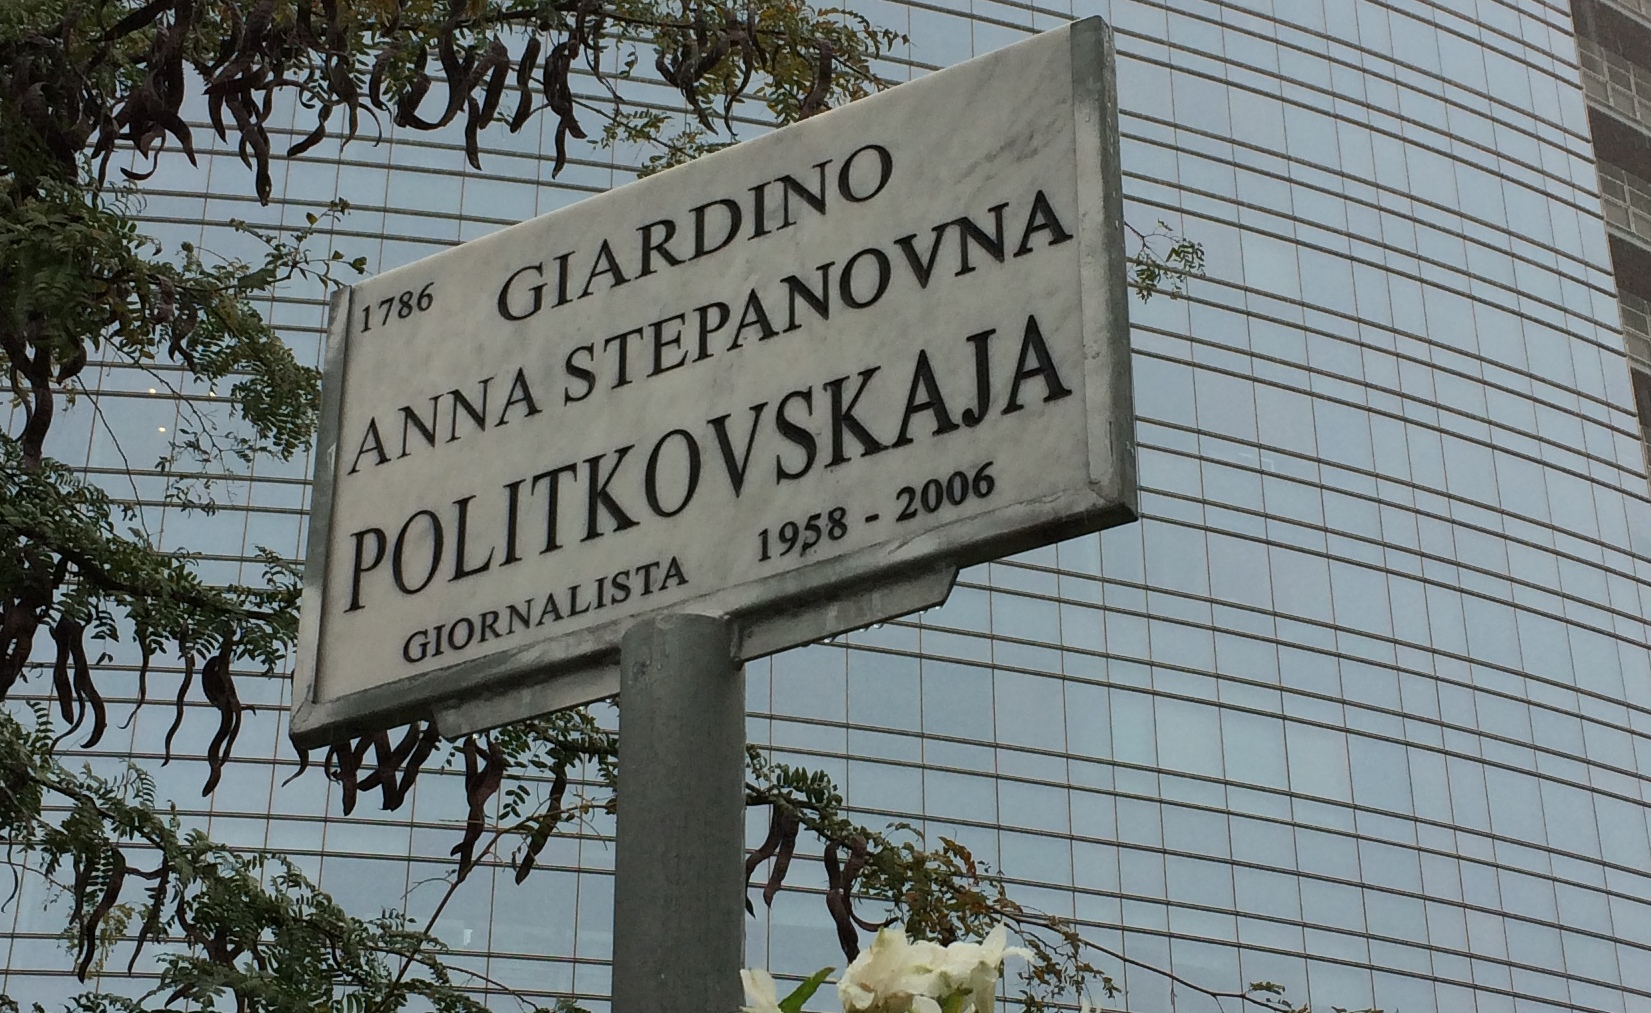 1786 GIARDINO
ANNA STEPANOVNA
POLITKOVSKAJA
GIORNALISTA 1958 - 2006